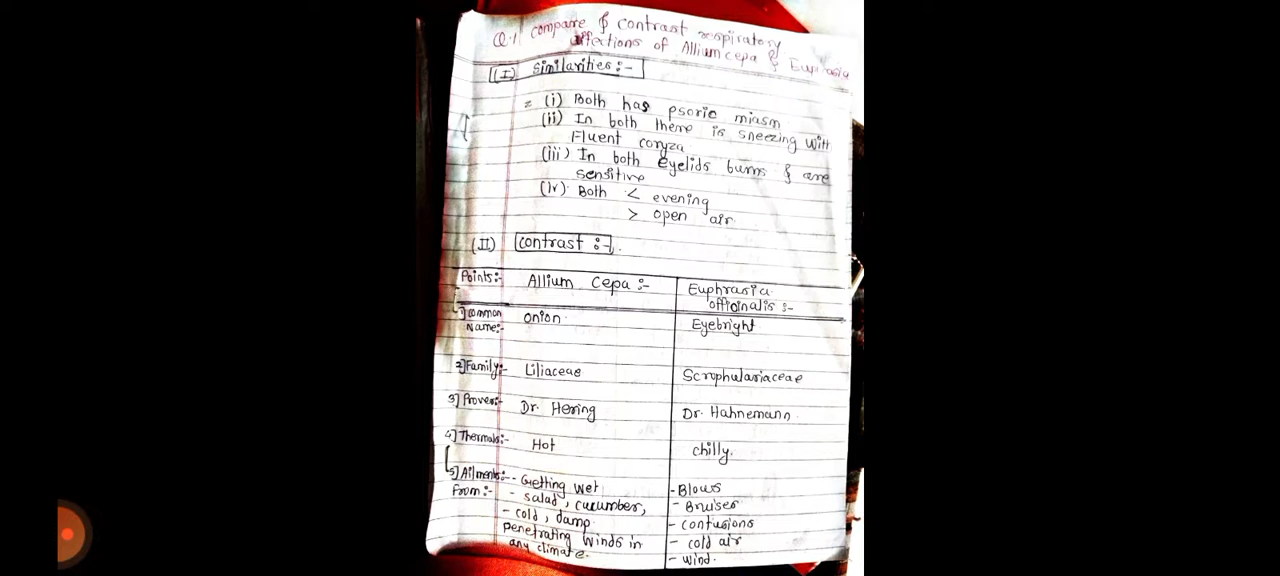 Q.1 compare & contrast respiratory
affections of Allium cepa & Euphrasia
(I) Similarities :-
= (i) Both has psoric miasm
(ii) In both there is sneezing with
Fluent coryza
(iii) In both eyelids burns & are
sensitive
(iv). Both < evening
> open air.
(II) contrast :-
Points:- Allium Cepa :- Euphrasia
officinalis :-
1] Common Onion. Eyebright
Name:-
2] Family:- Liliaceae Scrophulariaceae
3] Prover:- Dr. Hering Dr. Hahnemann.
4] Thermals:- Hot chilly.
5] Ailments:- - Getting wet - Blows
From:- - salad, cucumber, - Bruises
- cold, damp - contusions
penetrating winds in - cold air
any climate. - wind.